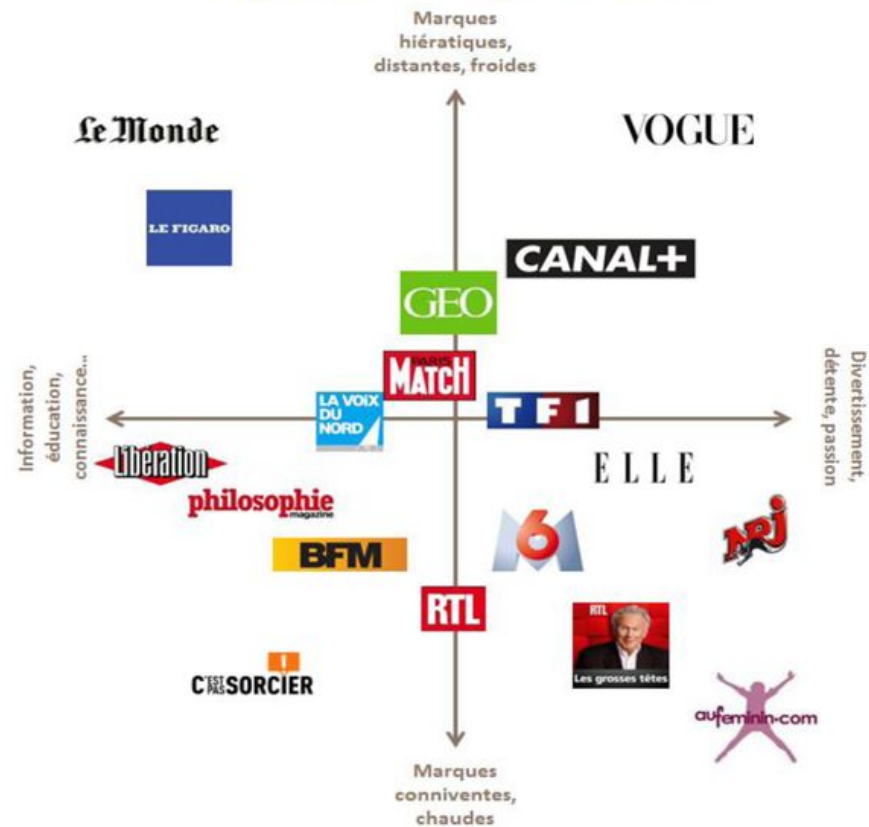 Marques
hiératiques,
distantes, froides
Le Monde
VOGUE
LE FIGARO
CANAL+
GEO
PARIS
MATCH
Information,
éducation,
connaissance...
LA VOIX
DU
NORD
TF1
Divertissement,
détente, passion
Libération
ELLE
philosophie
magazine
BFM
M6
NRJ
RTL
RTL
Les grosses têtes
C'EST PAS SORCIER
aufeminin.com
Marques
conniventes,
chaudes